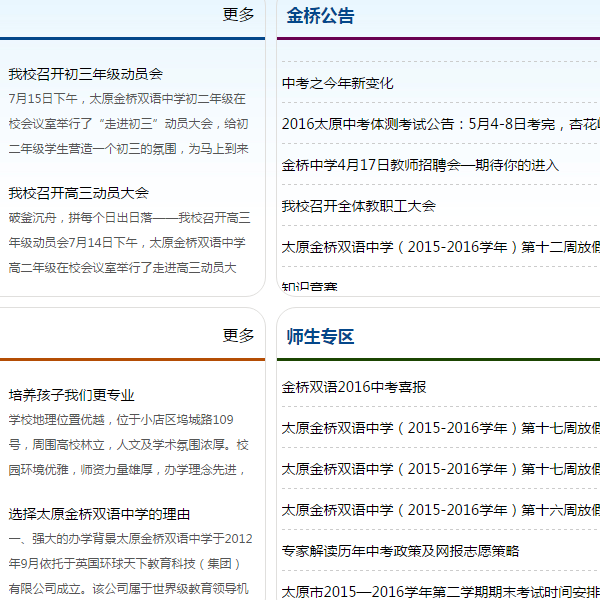 更多
我校召开初三年级动员会
7月15日下午，太原金桥双语中学初二年级在
校会议室举行了“走进初三”动员大会，给初
二年级学生营造一个初三的氛围，为马上到来
我校召开高三动员大会
破釜沉舟，拼每个日出日落——我校召开高三
年级动员会7月14日下午，太原金桥双语中学
高二年级在校会议室举行了走进高三动员大
金桥公告
中考之今年新变化
2016太原中考体测考试公告：5月4-8日考完，杏花岭
金桥中学4月17日教师招聘会—期待你的进入
我校召开全体教职工大会
太原金桥双语中学（2015-2016学年）第十二周放假
知识竞赛
更多
培养孩子我们更专业
学校地理位置优越，位于小店区坞城路109
号，周围高校林立，人文及学术氛围浓厚。校
园环境优雅，师资力量雄厚，办学理念先进，
选择太原金桥双语中学的理由
一、强大的办学背景太原金桥双语中学于2012
年9月依托于英国环球天下教育科技（集团）
有限公司成立。该公司属于世界级教育领导机
师生专区
金桥双语2016中考喜报
太原金桥双语中学（2015-2016学年）第十七周放假
太原金桥双语中学（2015-2016学年）第十七周放假
太原金桥双语中学（2015-2016学年）第十六周放假
专家解读历年中考政策及网报志愿策略
太原市2015—2016学年第二学期期末考试时间安排